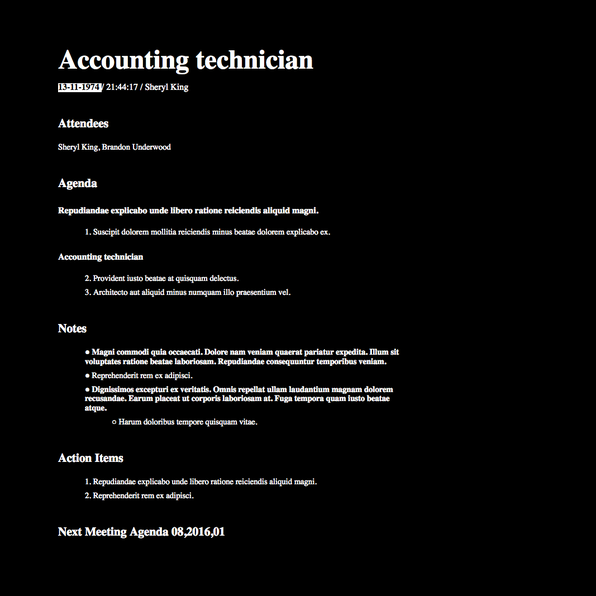 Accounting technician
13-11-1974 / 21:44:17 / Sheryl King
Attendees
Sheryl King, Brandon Underwood
Agenda
Repudiandae explicabo unde libero ratione reiciendis aliquid magni.
1. Suscipit dolorem mollitia reiciendis minus beatae dolorem explicabo ex.
Accounting technician
2. Provident iusto beatae at quisquam delectus.
3. Architecto aut aliquid minus numquam illo praesentium vel.
Notes
● Magni commodi quia occaecati. Dolore nam veniam quaerat pariatur expedita. Illum sit
voluptates ratione beatae laboriosam. Repudiandae consequuntur temporibus veniam.
● Reprehenderit rem ex adipisci.
● Dignissimos excepturi ex veritatis. Omnis repellat ullam laudantium magnam dolorem
recusandae. Earum placeat ut corporis laboriosam at. Fuga tempora quam iusto beatae
atque.
○ Harum doloribus tempore quisquam vitae.
Action Items
1. Repudiandae explicabo unde libero ratione reiciendis aliquid magni.
2. Reprehenderit rem ex adipisci.
Next Meeting Agenda 08,2016,01